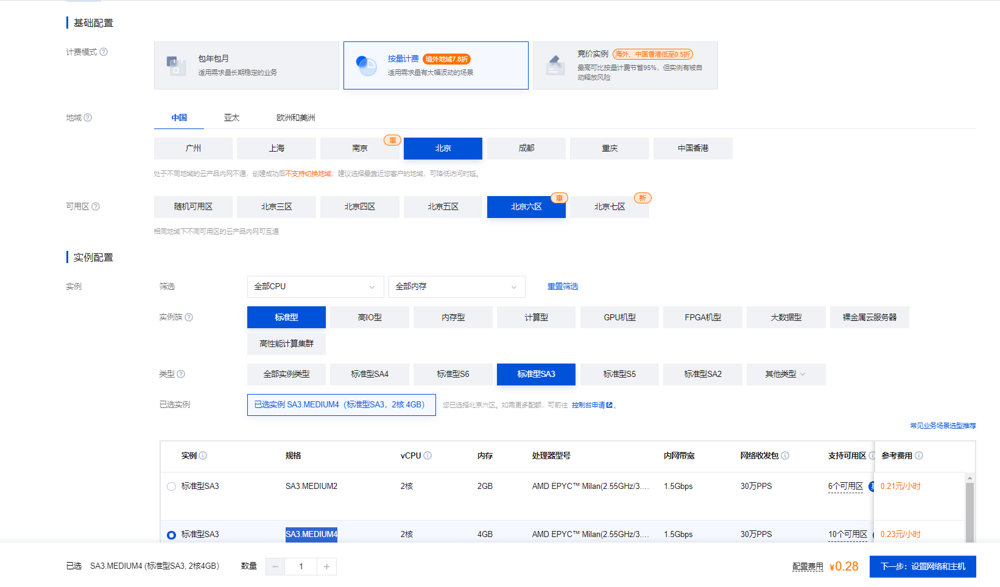 基础配置
计费模式
包年包月
适用需求量长期稳定的业务
按量计费 境外地域7.8折
适用需求量有大幅波动的场景
竞价实例 海外、中国香港低至0.5折
最高可比按量计费节省95%，但实例有被自
动释放风险
地域
中国 亚太 欧洲和美洲
广州 上海 南京 惠 北京 成都 重庆 中国香港
处于不同地域的云产品内网不通，创建成功后不支持切换地域；建议选择最靠近您客户的地域，可降低访问时延。
可用区
随机可用区 北京三区 北京四区 北京五区 北京六区 惠 北京七区 新
相同地域下不同可用区的云产品内网可互通
实例配置
实例 筛选 全部CPU 全部内存 重置筛选
实例族 标准型 高IO型 内存型 计算型 GPU机型 FPGA机型 大数据型 裸金属云服务器
高性能计算集群
类型 全部实例类型 标准型SA4 标准型S6 标准型SA3 标准型S5 标准型SA2 其他类型
已选实例 已选实例 SA3.MEDIUM4（标准型SA3，2核 4GB） 您已选择北京六区。如需更多配额，可前往 控制台申请。
常见业务场景选型推荐
实例 规格 vCPU 内存 处理器型号 内网带宽 网络收发包 支持可用区 参考费用
标准型SA3 SA3.MEDIUM2 2核 2GB AMD EPYC™ Milan(2.55GHz/3.... 1.5Gbps 30万PPS 6个可用区 0.21元/小时
标准型SA3 SA3.MEDIUM4 2核 4GB AMD EPYC™ Milan(2.55GHz/3.... 1.5Gbps 30万PPS 10个可用区 0.23元/小时
已选 SA3.MEDIUM4 (标准型SA3, 2核4GB) 数量 − 1 + 配置费用 ¥0.28 下一步：设置网络和主机